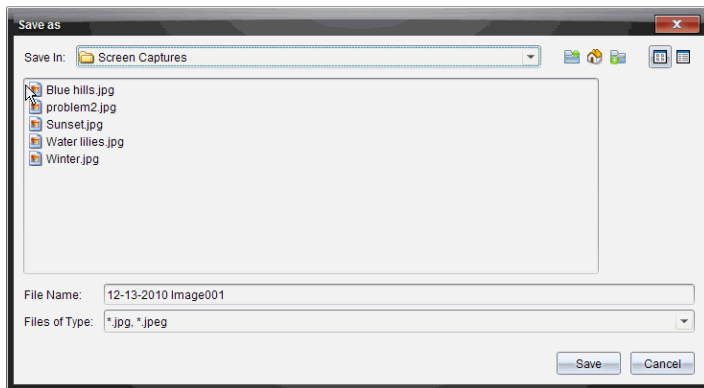 Save as
Save In: Screen Captures
Blue hills.jpg
problem2.jpg
Sunset.jpg
Water lilies.jpg
Winter.jpg
File Name: 12-13-2010 Image001
Files of Type: *.jpg, *.jpeg
Save Cancel